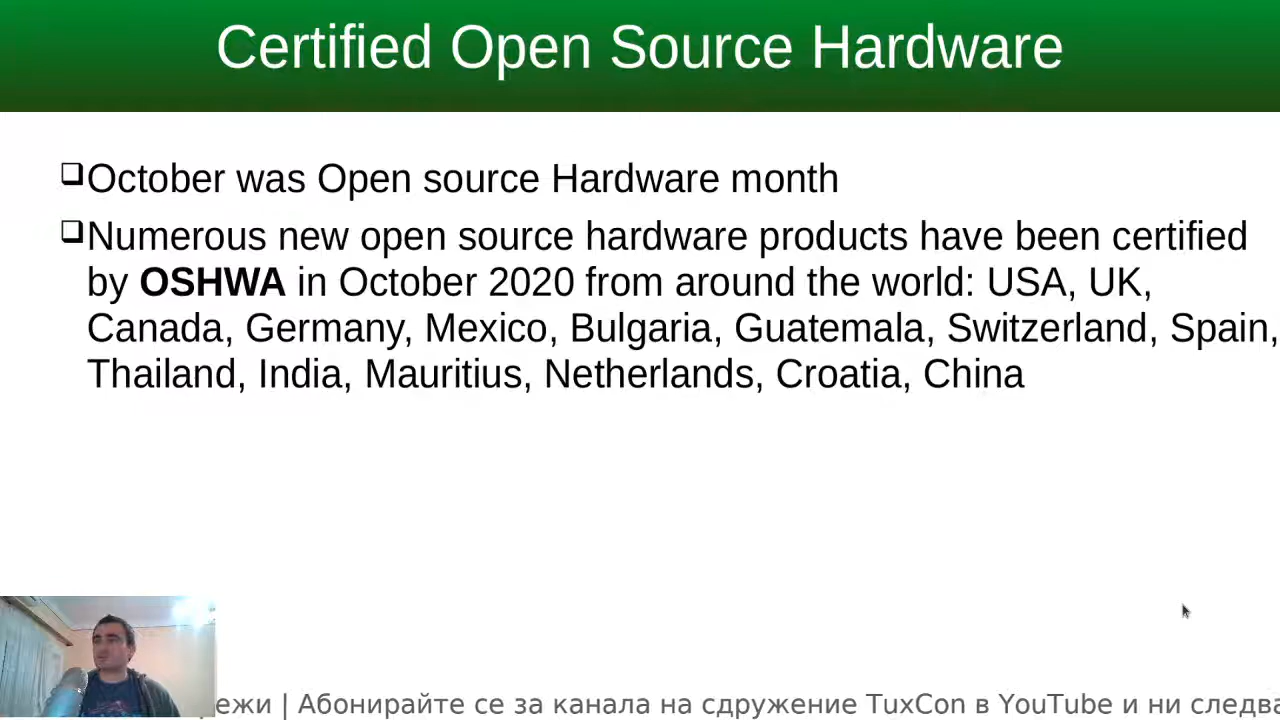 Certified Open Source Hardware
October was Open source Hardware month
Numerous new open source hardware products have been certified
by OSHWA in October 2020 from around the world: USA, UK,
Canada, Germany, Mexico, Bulgaria, Guatemala, Switzerland, Spain,
Thailand, India, Mauritius, Netherlands, Croatia, China
| Абонирайте се за канала на сдружение TuxCon в YouTube и ни